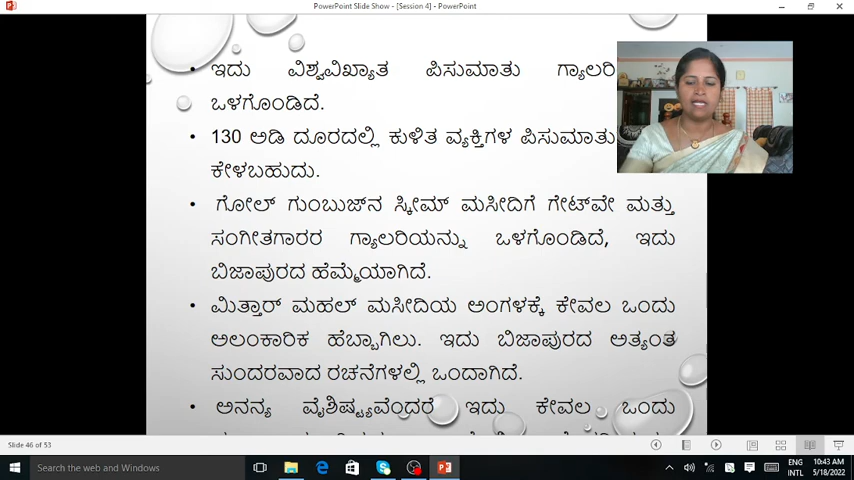 PowerPoint Slide Show - [Session 4] - PowerPoint
• ಇದು ವಿಶ್ವವಿಖ್ಯಾತ ಪಿಸುಮಾತು ಗ್ಯಾಲರಿ
ಒಳಗೊಂಡಿದೆ.
• 130 ಅಡಿ ದೂರದಲ್ಲಿ ಕುಳಿತ ವ್ಯಕ್ತಿಗಳ ಪಿಸುಮಾತು
ಕೇಳಬಹುದು.
• ಗೋಲ್ ಗುಂಬಜ್‌ನ ಸ್ಕೀಮ್ ಮಸೀದಿಗೆ ಗೇಟ್‌ವೇ ಮತ್ತು
ಸಂಗೀತಗಾರರ ಗ್ಯಾಲರಿಯನ್ನು ಒಳಗೊಂಡಿದೆ, ಇದು
ಬಿಜಾಪುರದ ಹೆಮ್ಮೆಯಾಗಿದೆ.
• ಮಿತ್ತಾರ್ ಮಹಲ್ ಮಸೀದಿಯ ಅಂಗಳಕ್ಕೆ ಕೇವಲ ಒಂದು
ಅಲಂಕಾರಿಕ ಹೆಬ್ಬಾಗಿಲು. ಇದು ಬಿಜಾಪುರದ ಅತ್ಯಂತ
ಸುಂದರವಾದ ರಚನೆಗಳಲ್ಲಿ ಒಂದಾಗಿದೆ.
• ಅನನ್ಯ ವೈಶಿಷ್ಟ್ಯವೆಂದರೆ ಇದು ಕೇವಲ ಒಂದು
Slide 46 of 53
Search the web and Windows
ENG 10:43 AM
INTL 5/18/2022